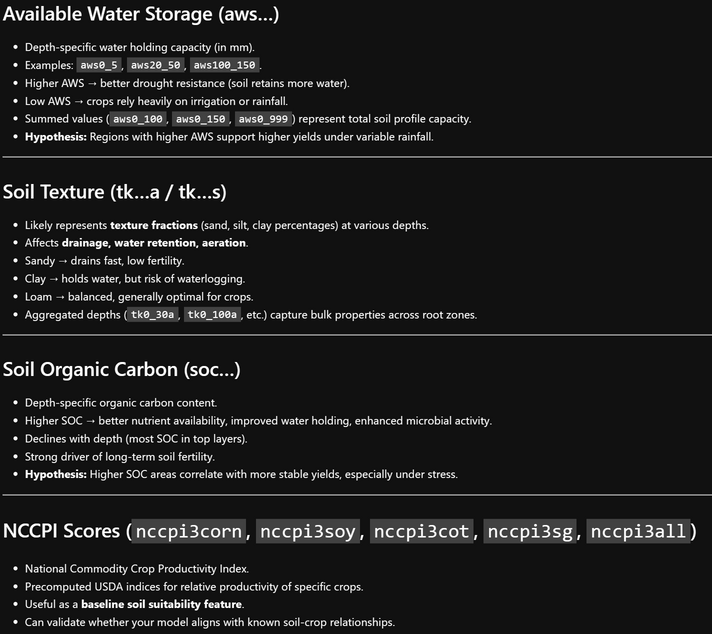 Available Water Storage (aws...)
Depth-specific water holding capacity (in mm).
Examples: aws0_5, aws20_50, aws100_150.
Higher AWS → better drought resistance (soil retains more water).
Low AWS → crops rely heavily on irrigation or rainfall.
Summed values (aws0_100, aws0_150, aws0_999) represent total soil profile capacity.
Hypothesis: Regions with higher AWS support higher yields under variable rainfall.
Soil Texture (tk...a / tk...s)
Likely represents texture fractions (sand, silt, clay percentages) at various depths.
Affects drainage, water retention, aeration.
Sandy → drains fast, low fertility.
Clay → holds water, but risk of waterlogging.
Loam → balanced, generally optimal for crops.
Aggregated depths (tk0_30a, tk0_100a, etc.) capture bulk properties across root zones.
Soil Organic Carbon (soc...)
Depth-specific organic carbon content.
Higher SOC → better nutrient availability, improved water holding, enhanced microbial activity.
Declines with depth (most SOC in top layers).
Strong driver of long-term soil fertility.
Hypothesis: Higher SOC areas correlate with more stable yields, especially under stress.
NCCPI Scores (nccpi3corn, nccpi3soy, nccpi3cot, nccpi3sg, nccpi3all)
National Commodity Crop Productivity Index.
Precomputed USDA indices for relative productivity of specific crops.
Useful as a baseline soil suitability feature.
Can validate whether your model aligns with known soil-crop relationships.